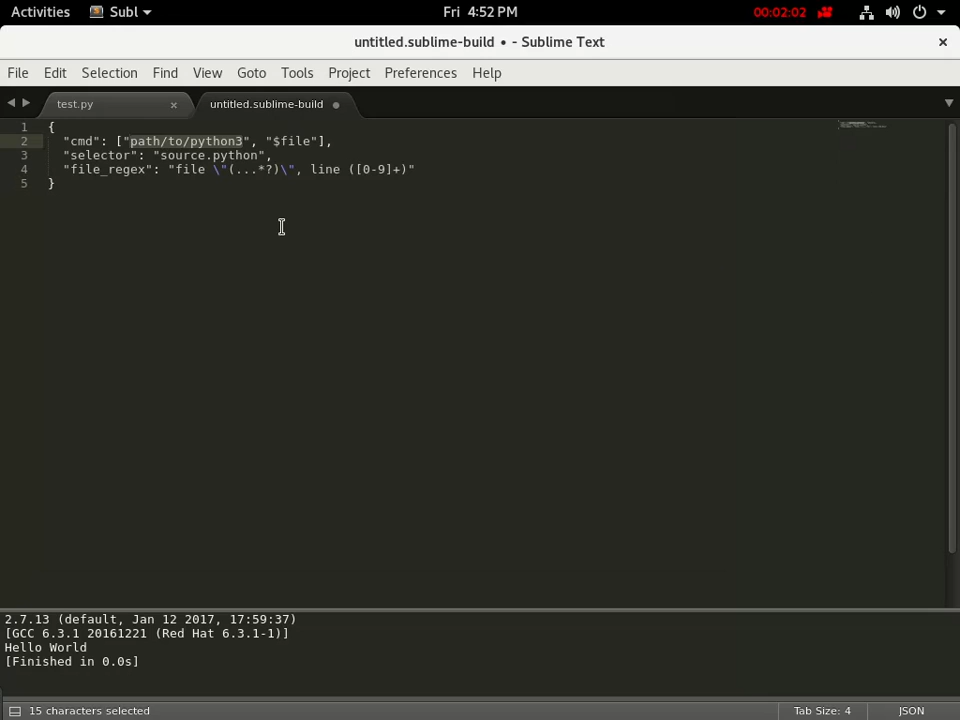 Activities Subl Fri 4:52 PM 00:02:02
untitled.sublime-build • - Sublime Text ×
File Edit Selection Find View Goto Tools Project Preferences Help
test.py × untitled.sublime-build
1 {
2 "cmd": ["path/to/python3", "$file"],
3 "selector": "source.python",
4 "file_regex": "file \"(...*?)\", line ([0-9]+)"
5 }
2.7.13 (default, Jan 12 2017, 17:59:37)
[GCC 6.3.1 20161221 (Red Hat 6.3.1-1)]
Hello World
[Finished in 0.0s]
15 characters selected Tab Size: 4 JSON